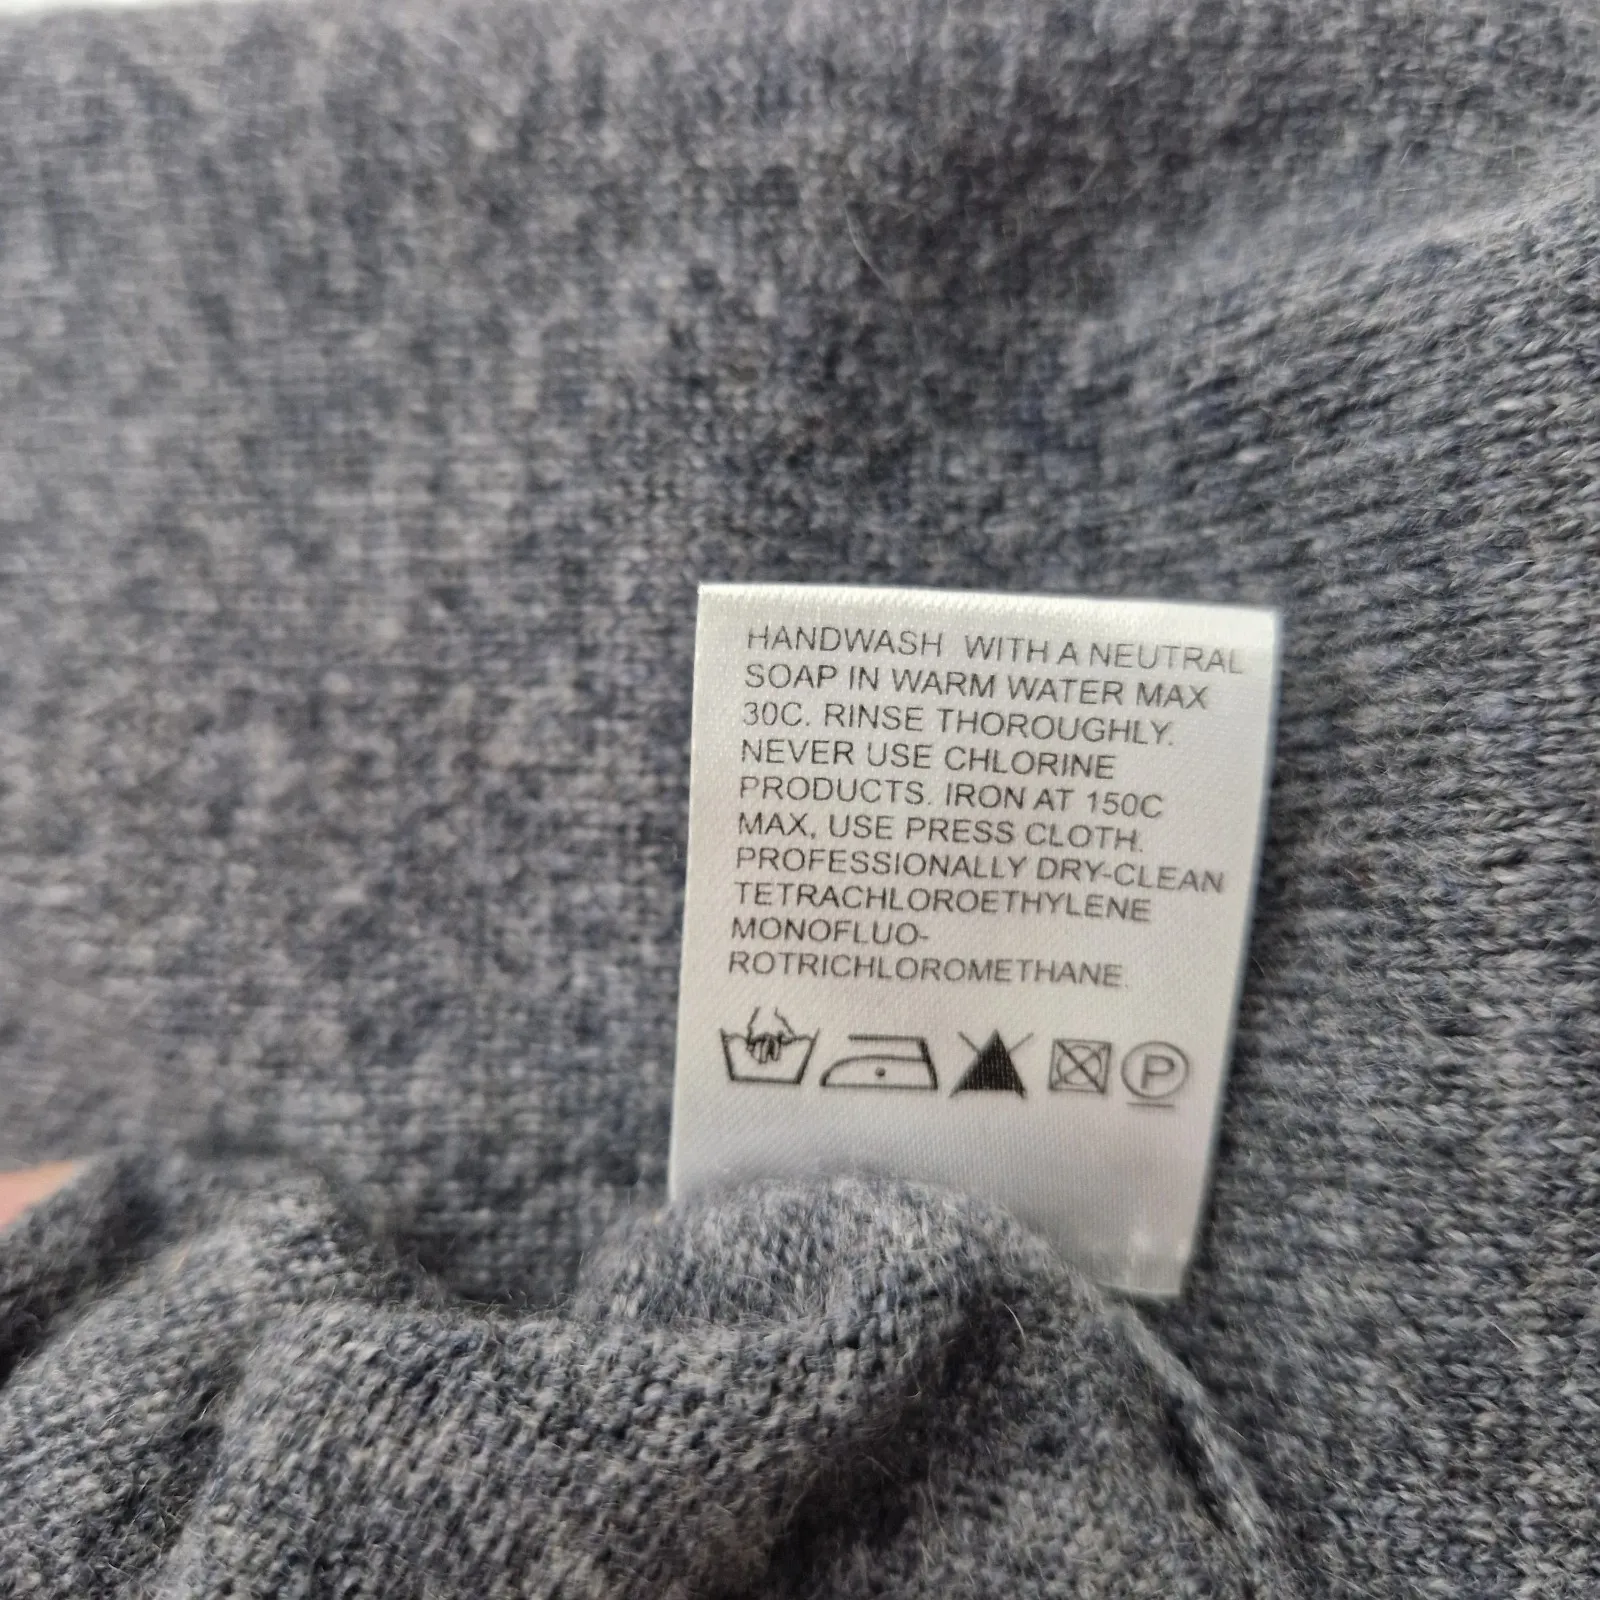 HANDWASH WITH A NEUTRAL
SOAP IN WARM WATER MAX
30C. RINSE THOROUGHLY.
NEVER USE CHLORINE
PRODUCTS. IRON AT 150C
MAX, USE PRESS CLOTH.
PROFESSIONALLY DRY-CLEAN
TETRACHLOROETHYLENE
MONOFLUO-
ROTRICHLOROMETHANE.
P